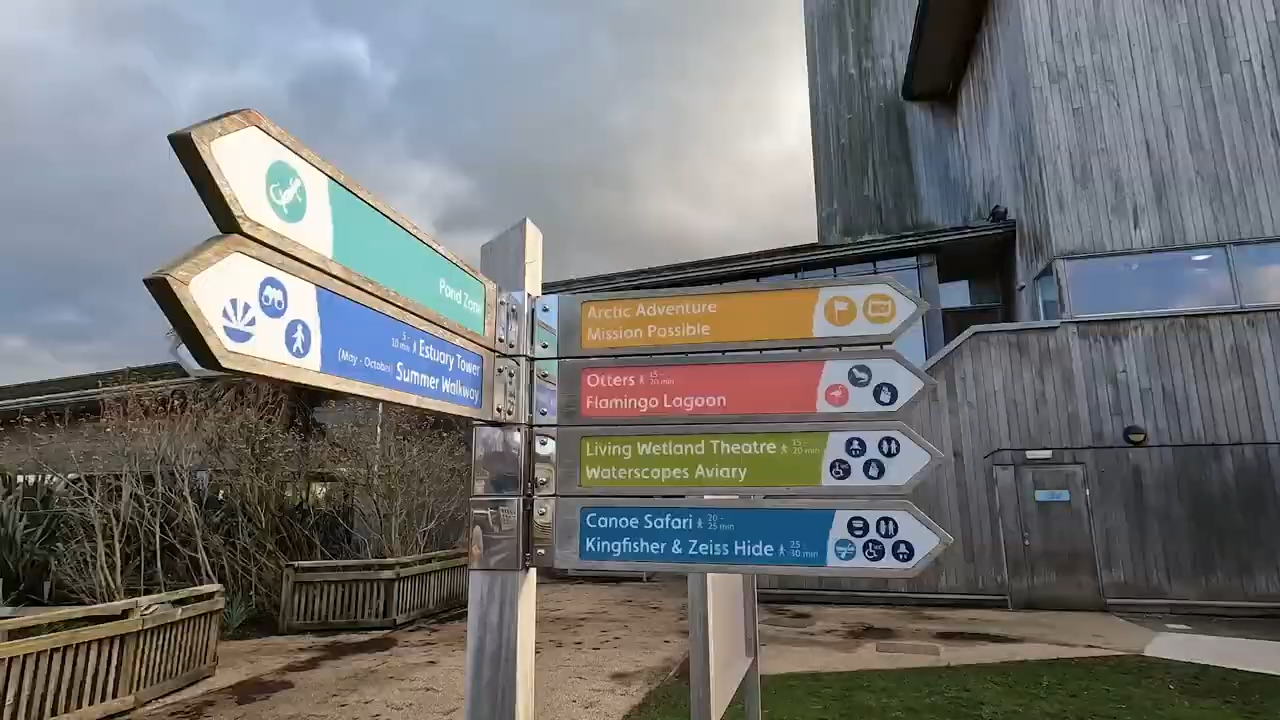 Pond Zone
5 - 10 min Estuary Tower
(May - October) Summer Walkway
Arctic Adventure
Mission Possible
Otters 15 - 20 min
Flamingo Lagoon
Living Wetland Theatre 15 - 20 min
Waterscapes Aviary
Canoe Safari 20 - 25 min
Kingfisher & Zeiss Hide 25 - 30 min